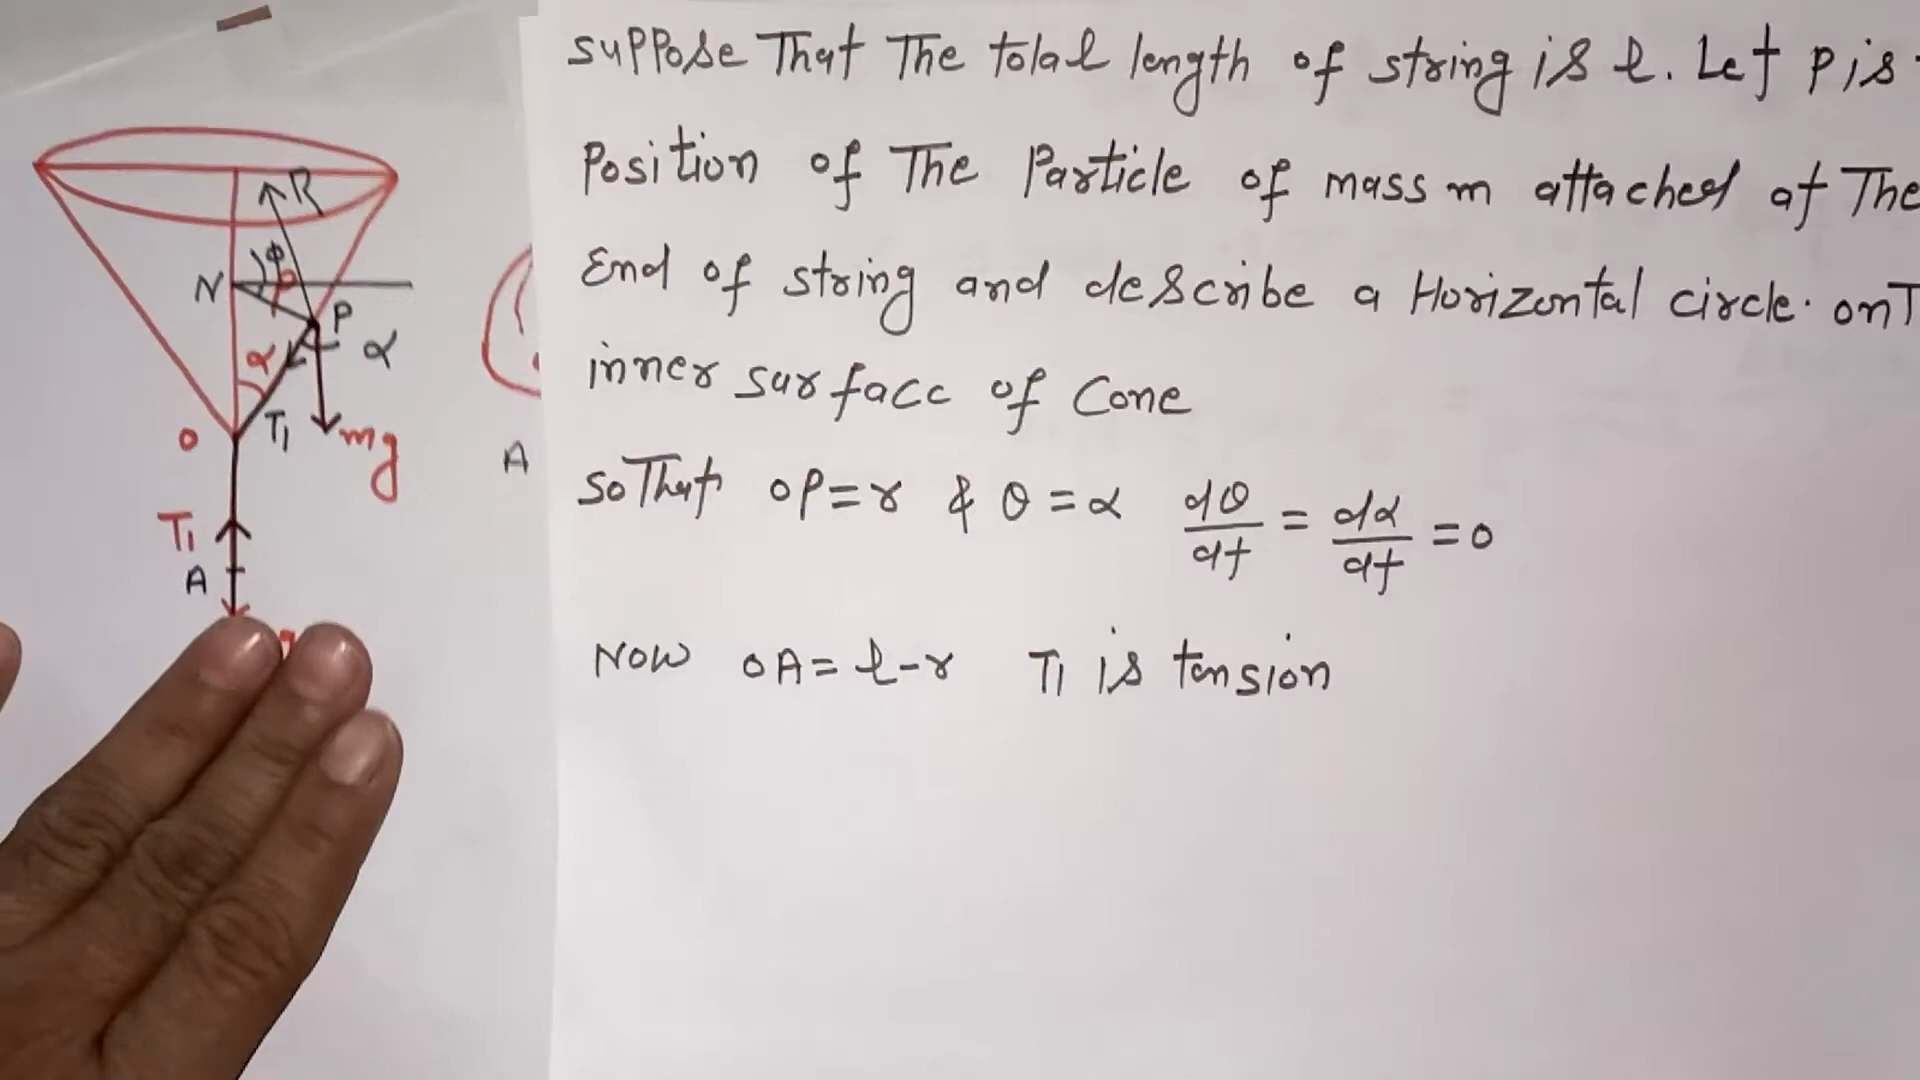 suppose That The total length of string is l. Let P is
Position of The Particle of mass m attached at The
End of string and describe a Horizontal circle. on T
inner surface of Cone
so That OP=r & θ=α dθ/dt = dα/dt =0
Now OA=l-r T1 is tension
R
N
φ
P
α
α
O
T1
mg
T1
A
A